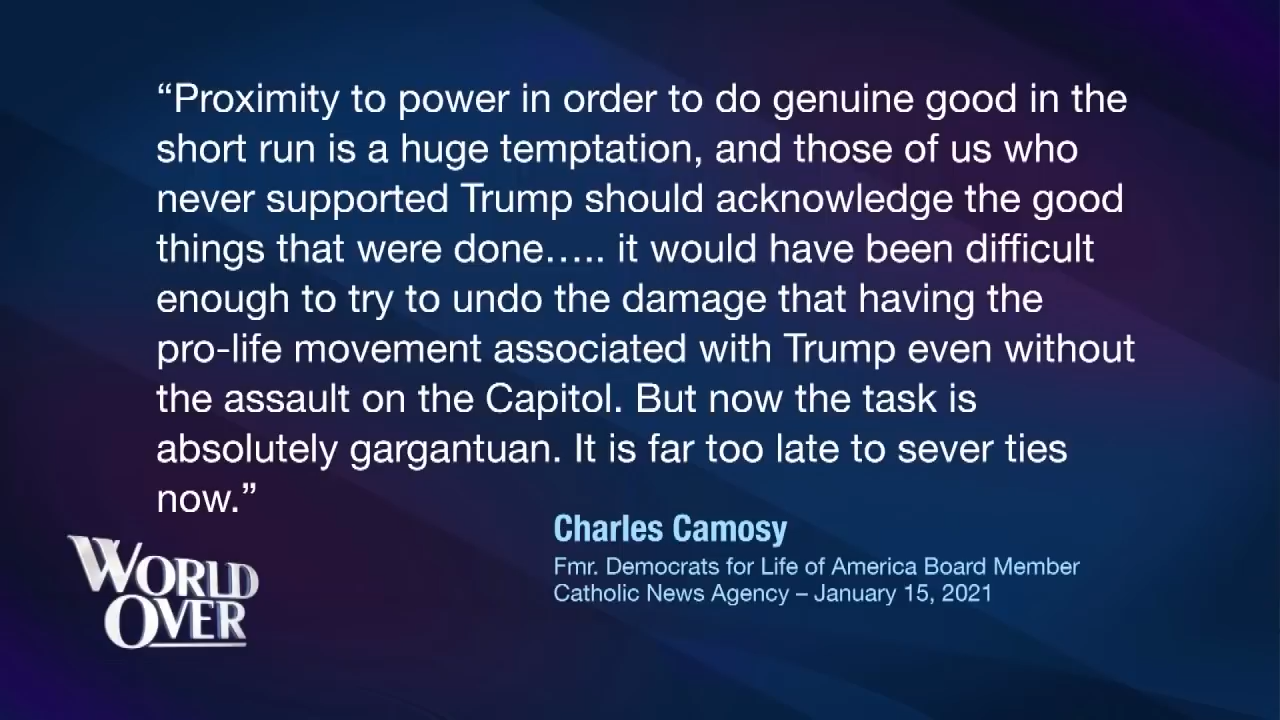 “Proximity to power in order to do genuine good in the
short run is a huge temptation, and those of us who
never supported Trump should acknowledge the good
things that were done..... it would have been difficult
enough to try to undo the damage that having the
pro-life movement associated with Trump even without
the assault on the Capitol. But now the task is
absolutely gargantuan. It is far too late to sever ties
now.”
Charles Camosy
Fmr. Democrats for Life of America Board Member
Catholic News Agency – January 15, 2021
WORLD
OVER